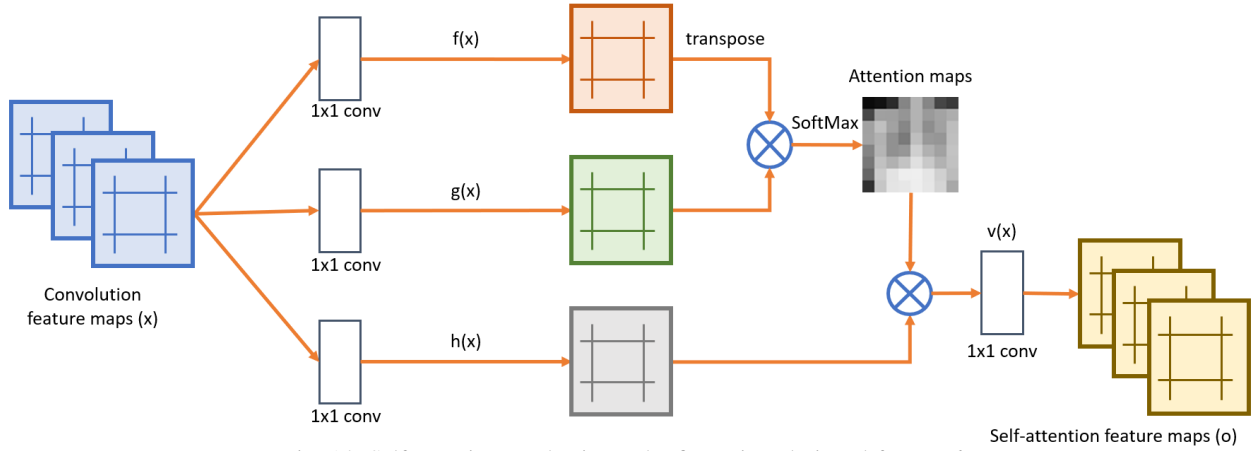 f(x)
transpose
1x1 conv
Attention maps
SoftMax
g(x)
1x1 conv
v(x)
Convolution
feature maps (x)
h(x)
1x1 conv
1x1 conv
Self-attention feature maps (o)